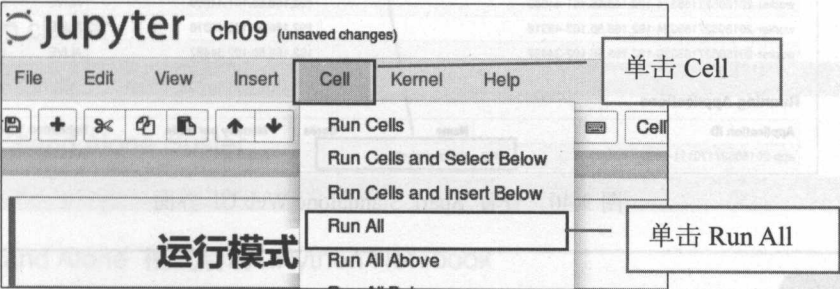 jupyter ch09 (unsaved changes)
File Edit View Insert Cell Kernel Help
单击 Cell
Cell
Run Cells
Run Cells and Select Below
Run Cells and Insert Below
Run All
单击 Run All
运行模式
Run All Above